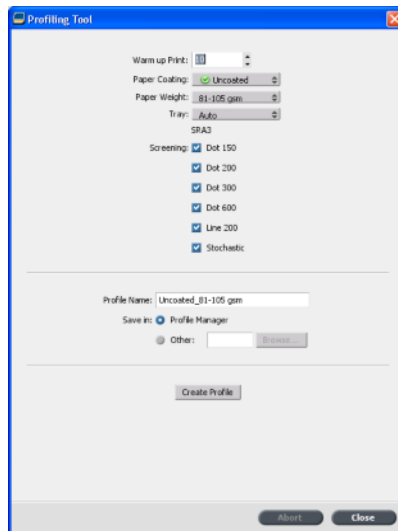 Profiling Tool
Warm up Print: 10
Paper Coating: Uncoated
Paper Weight: 81-105 gsm
Tray: Auto
SRA3
Screening: Dot 150
Dot 200
Dot 300
Dot 600
Line 200
Stochastic
Profile Name: Uncoated_81-105 gsm
Save in: Profile Manager
Other: Browse...
Create Profile
Abort Close